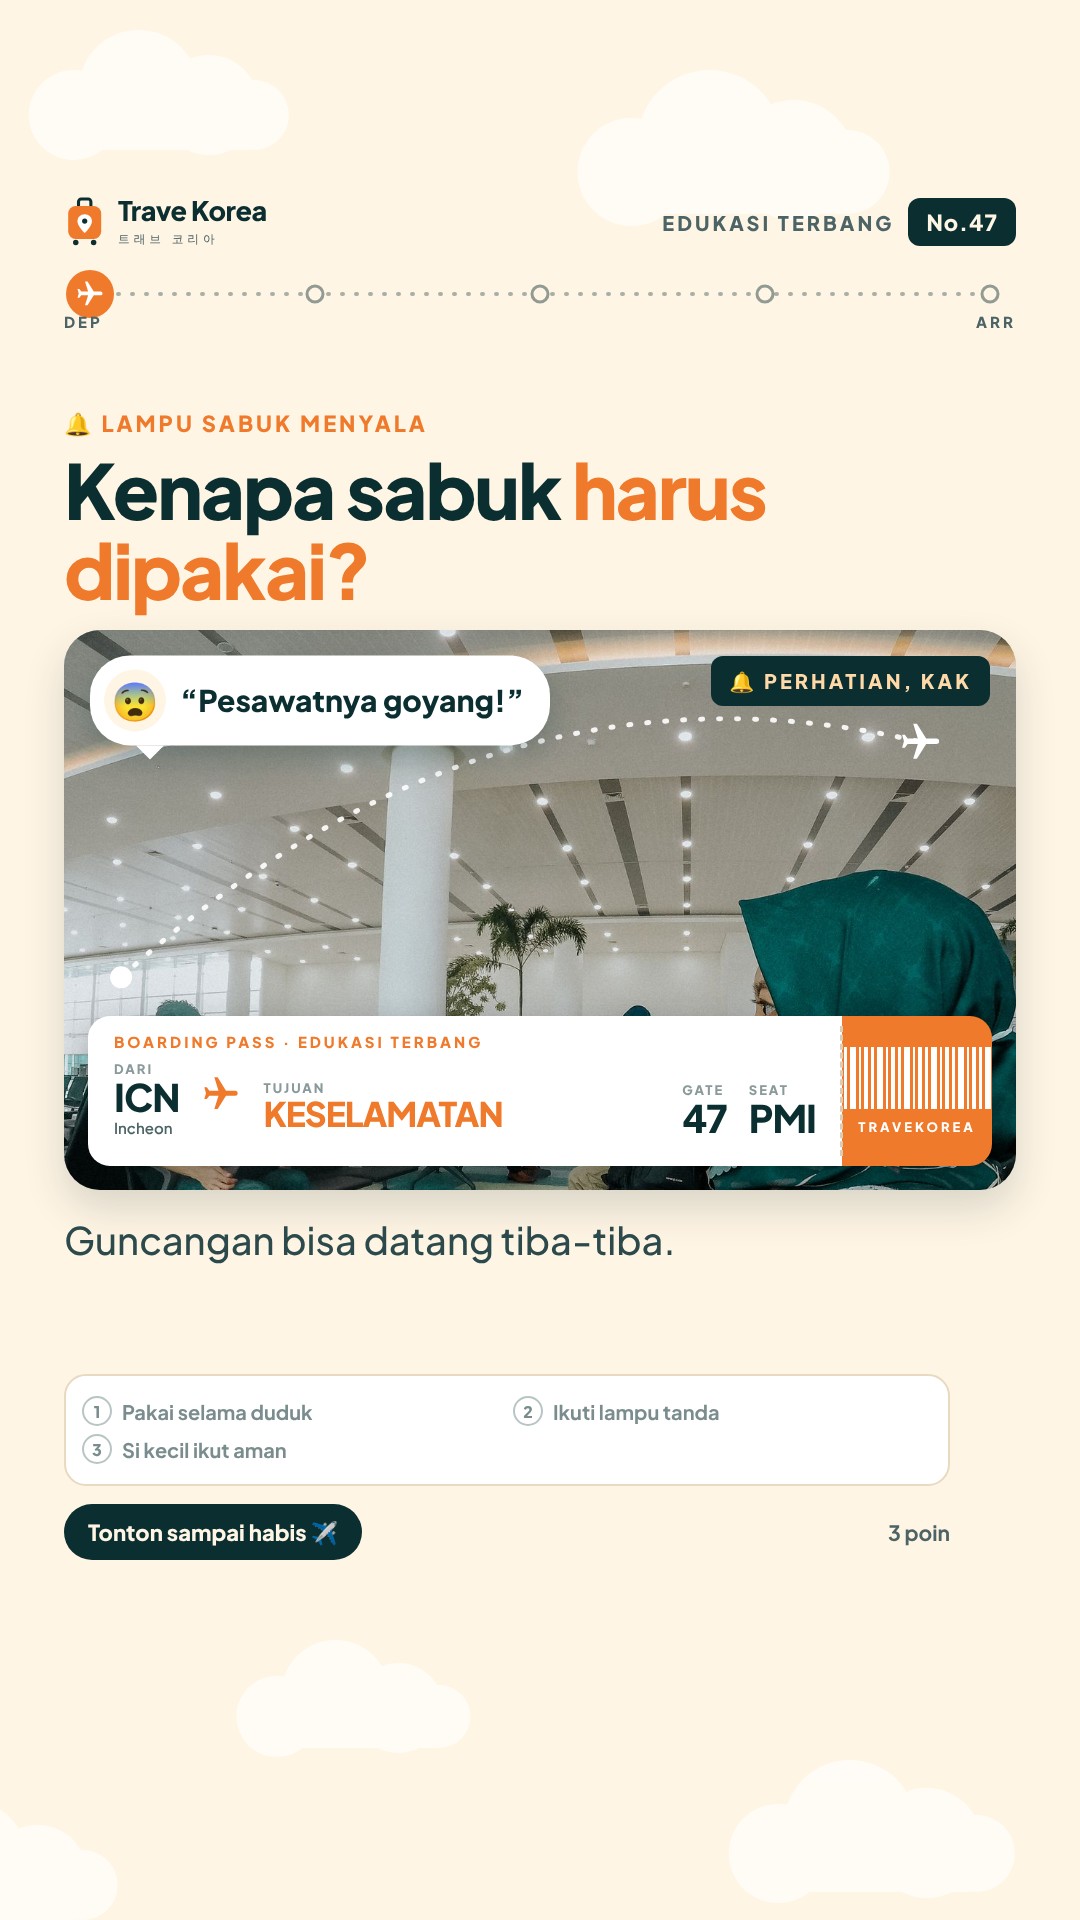 Trave Korea
트래브 코리아
EDUKASI TERBANG
No.47
DEP
ARR
🔔 LAMPU SABUK MENYALA
Kenapa sabuk harus
dipakai?
😨 “Pesawatnya goyang!”
🔔 PERHATIAN, KAK
BOARDING PASS · EDUKASI TERBANG
DARI
ICN
Incheon
TUJUAN
KESELAMATAN
GATE
47
SEAT
PMI
TRAVEKOREA
Guncangan bisa datang tiba-tiba.
1 Pakai selama duduk
2 Ikuti lampu tanda
3 Si kecil ikut aman
Tonton sampai habis ✈️
3 poin